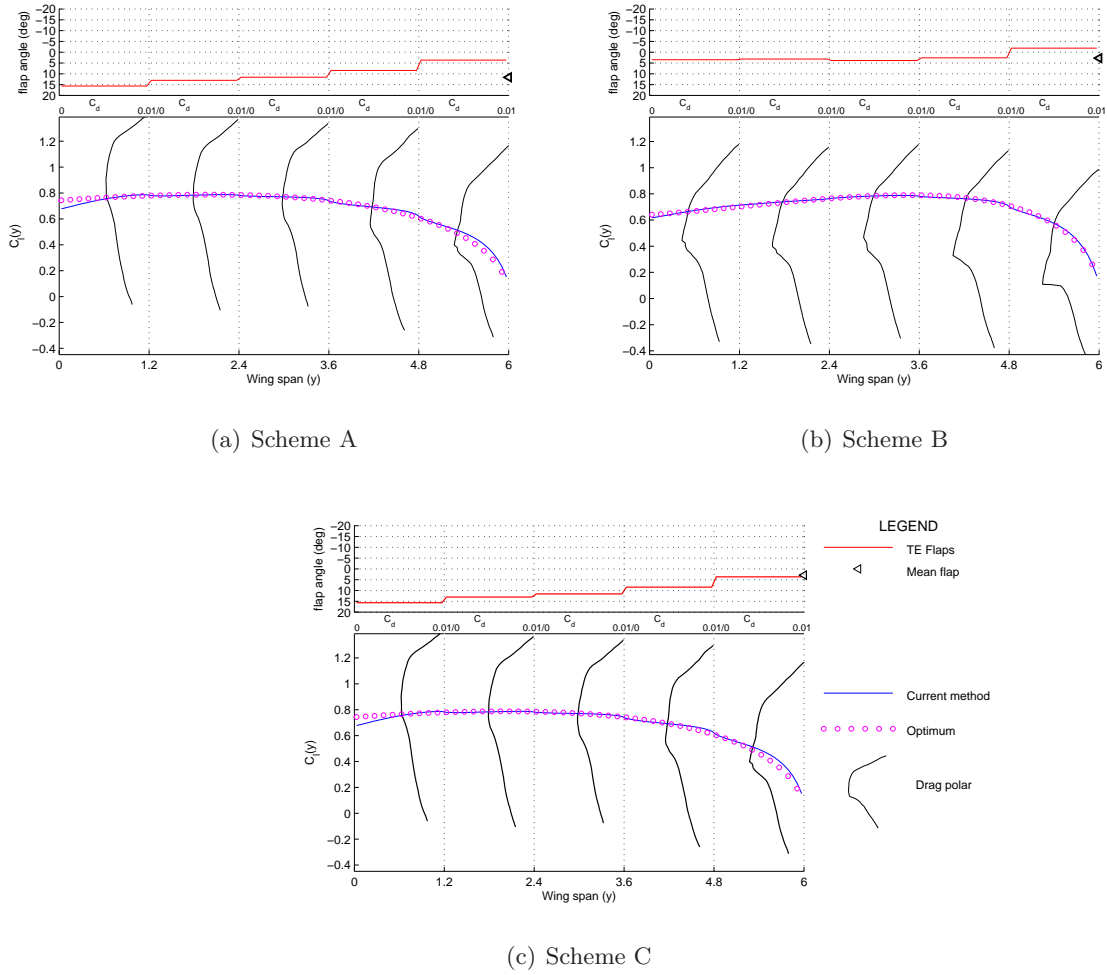 flap angle (deg)
−20
−15
−10
−5
0
5
10
15
20
0 C_d 0.01/0 C_d 0.01/0 C_d 0.01/0 C_d 0.01/0 C_d 0.01
C_l(y)
1.2
1
0.8
0.6
0.4
0.2
0
−0.2
−0.4
0 1.2 2.4 3.6 4.8 6
Wing span (y)
(a) Scheme A
flap angle (deg)
−20
−15
−10
−5
0
5
10
15
20
0 C_d 0.01/0 C_d 0.01/0 C_d 0.01/0 C_d 0.01/0 C_d 0.01
C_l(y)
1.2
1
0.8
0.6
0.4
0.2
0
−0.2
−0.4
0 1.2 2.4 3.6 4.8 6
Wing span (y)
(b) Scheme B
flap angle (deg)
−20
−15
−10
−5
0
5
10
15
20
0 C_d 0.01/0 C_d 0.01/0 C_d 0.01/0 C_d 0.01/0 C_d 0.01
C_l(y)
1.2
1
0.8
0.6
0.4
0.2
0
−0.2
−0.4
0 1.2 2.4 3.6 4.8 6
Wing span (y)
LEGEND
TE Flaps
Mean flap
Current method
Optimum
Drag polar
(c) Scheme C